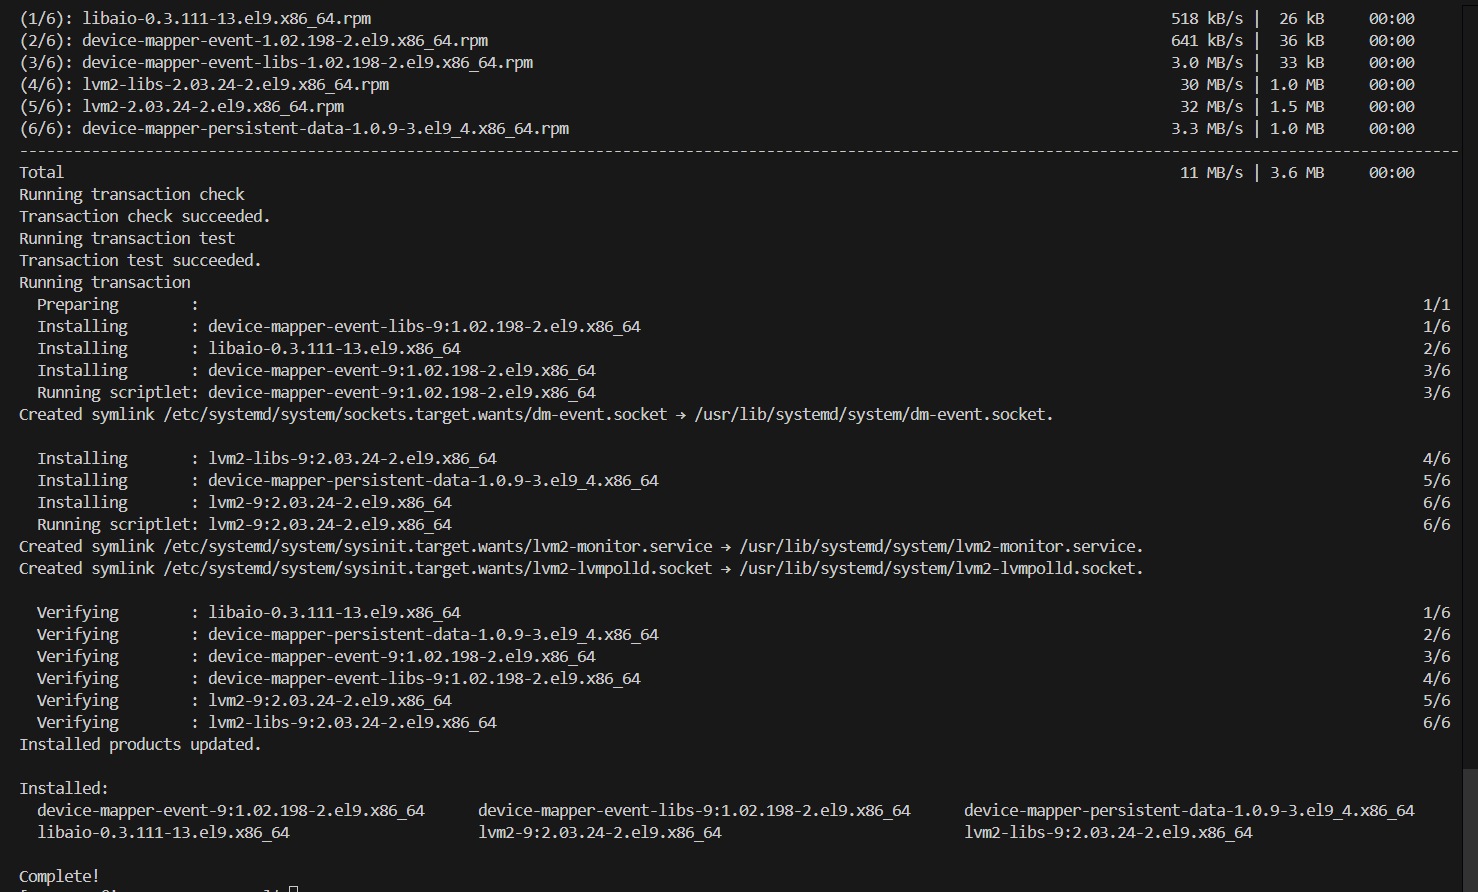 (1/6): libaio-0.3.111-13.el9.x86_64.rpm 518 kB/s | 26 kB 00:00
(2/6): device-mapper-event-1.02.198-2.el9.x86_64.rpm 641 kB/s | 36 kB 00:00
(3/6): device-mapper-event-libs-1.02.198-2.el9.x86_64.rpm 3.0 MB/s | 33 kB 00:00
(4/6): lvm2-libs-2.03.24-2.el9.x86_64.rpm 30 MB/s | 1.0 MB 00:00
(5/6): lvm2-2.03.24-2.el9.x86_64.rpm 32 MB/s | 1.5 MB 00:00
(6/6): device-mapper-persistent-data-1.0.9-3.el9_4.x86_64.rpm 3.3 MB/s | 1.0 MB 00:00
--------------------------------------------------------------------------------------------------------------------------------------------------------------
Total 11 MB/s | 3.6 MB 00:00
Running transaction check
Transaction check succeeded.
Running transaction test
Transaction test succeeded.
Running transaction
Preparing : 1/1
Installing : device-mapper-event-libs-9:1.02.198-2.el9.x86_64 1/6
Installing : libaio-0.3.111-13.el9.x86_64 2/6
Installing : device-mapper-event-9:1.02.198-2.el9.x86_64 3/6
Running scriptlet: device-mapper-event-9:1.02.198-2.el9.x86_64 3/6
Created symlink /etc/systemd/system/sockets.target.wants/dm-event.socket → /usr/lib/systemd/system/dm-event.socket.
Installing : lvm2-libs-9:2.03.24-2.el9.x86_64 4/6
Installing : device-mapper-persistent-data-1.0.9-3.el9_4.x86_64 5/6
Installing : lvm2-9:2.03.24-2.el9.x86_64 6/6
Running scriptlet: lvm2-9:2.03.24-2.el9.x86_64 6/6
Created symlink /etc/systemd/system/sysinit.target.wants/lvm2-monitor.service → /usr/lib/systemd/system/lvm2-monitor.service.
Created symlink /etc/systemd/system/sysinit.target.wants/lvm2-lvmpolld.socket → /usr/lib/systemd/system/lvm2-lvmpolld.socket.
Verifying : libaio-0.3.111-13.el9.x86_64 1/6
Verifying : device-mapper-persistent-data-1.0.9-3.el9_4.x86_64 2/6
Verifying : device-mapper-event-9:1.02.198-2.el9.x86_64 3/6
Verifying : device-mapper-event-libs-9:1.02.198-2.el9.x86_64 4/6
Verifying : lvm2-9:2.03.24-2.el9.x86_64 5/6
Verifying : lvm2-libs-9:2.03.24-2.el9.x86_64 6/6
Installed products updated.
Installed:
device-mapper-event-9:1.02.198-2.el9.x86_64 device-mapper-event-libs-9:1.02.198-2.el9.x86_64 device-mapper-persistent-data-1.0.9-3.el9_4.x86_64
libaio-0.3.111-13.el9.x86_64 lvm2-9:2.03.24-2.el9.x86_64 lvm2-libs-9:2.03.24-2.el9.x86_64
Complete!